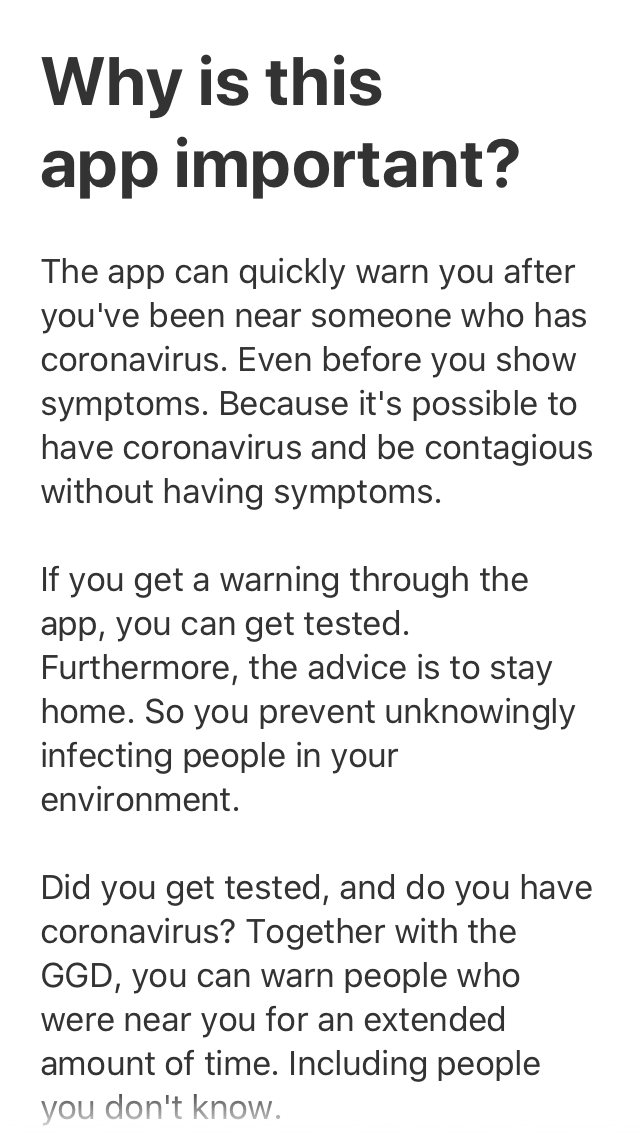 Why is this
app important?
The app can quickly warn you after
you've been near someone who has
coronavirus. Even before you show
symptoms. Because it's possible to
have coronavirus and be contagious
without having symptoms.
If you get a warning through the
app, you can get tested.
Furthermore, the advice is to stay
home. So you prevent unknowingly
infecting people in your
environment.
Did you get tested, and do you have
coronavirus? Together with the
GGD, you can warn people who
were near you for an extended
amount of time. Including people
you don't know.